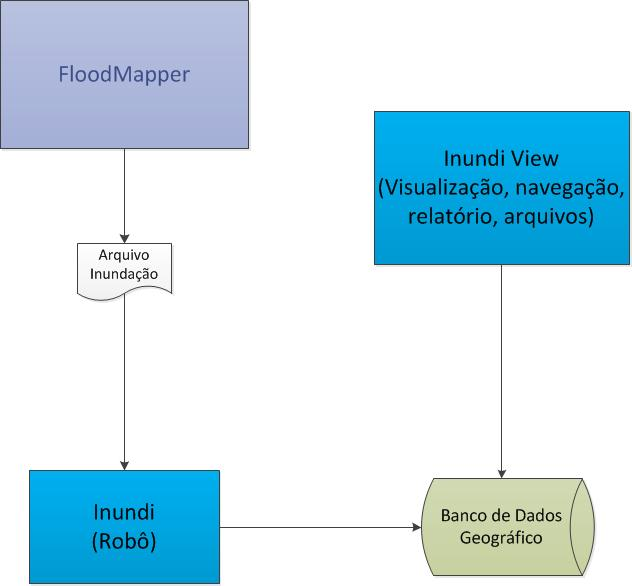 FloodMapper
Inundi View
(Visualização, navegação,
relatório, arquivos)
Arquivo
Inundação
Inundi
(Robô)
Banco de Dados
Geográfico